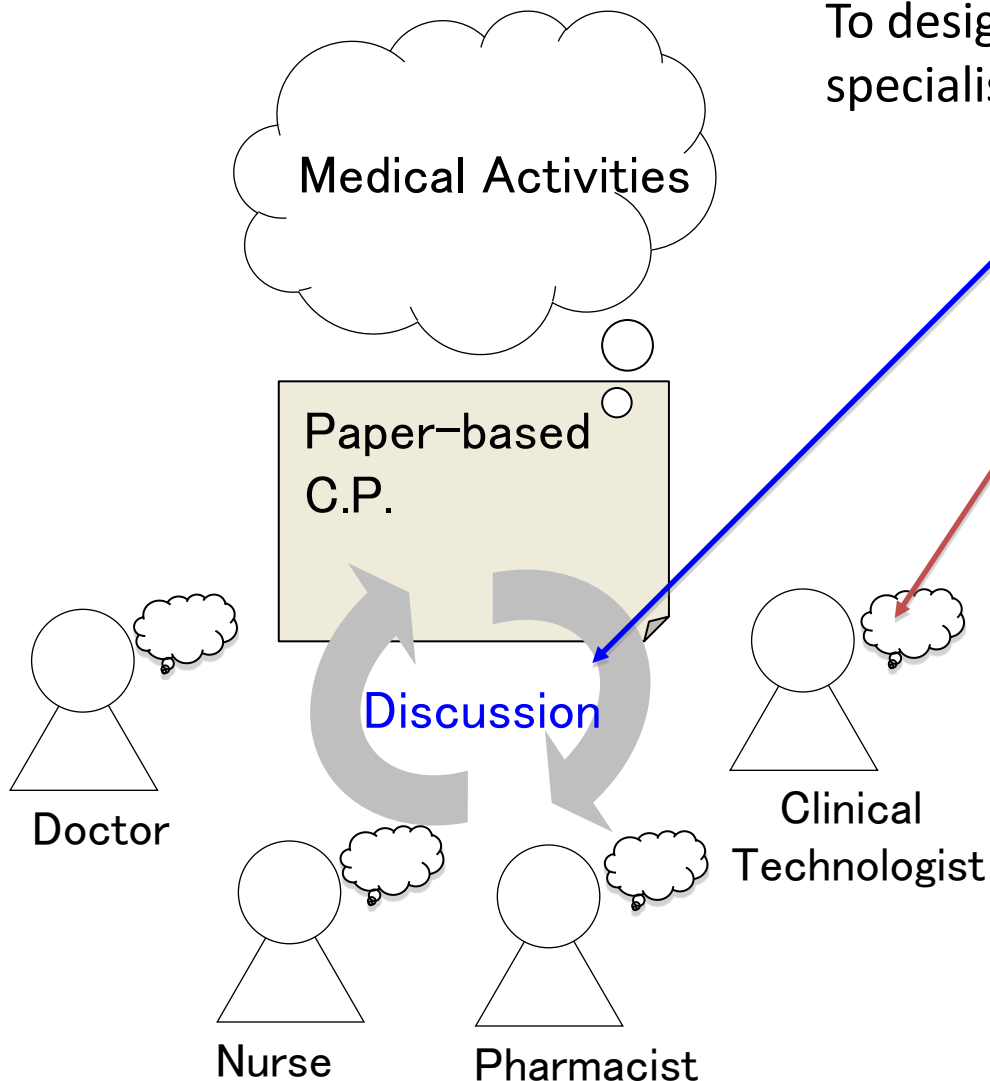 To desig
specialis
Medical Activities
Paper-based
C.P.
Discussion
Doctor
Clinical
Technologist
Nurse
Pharmacist